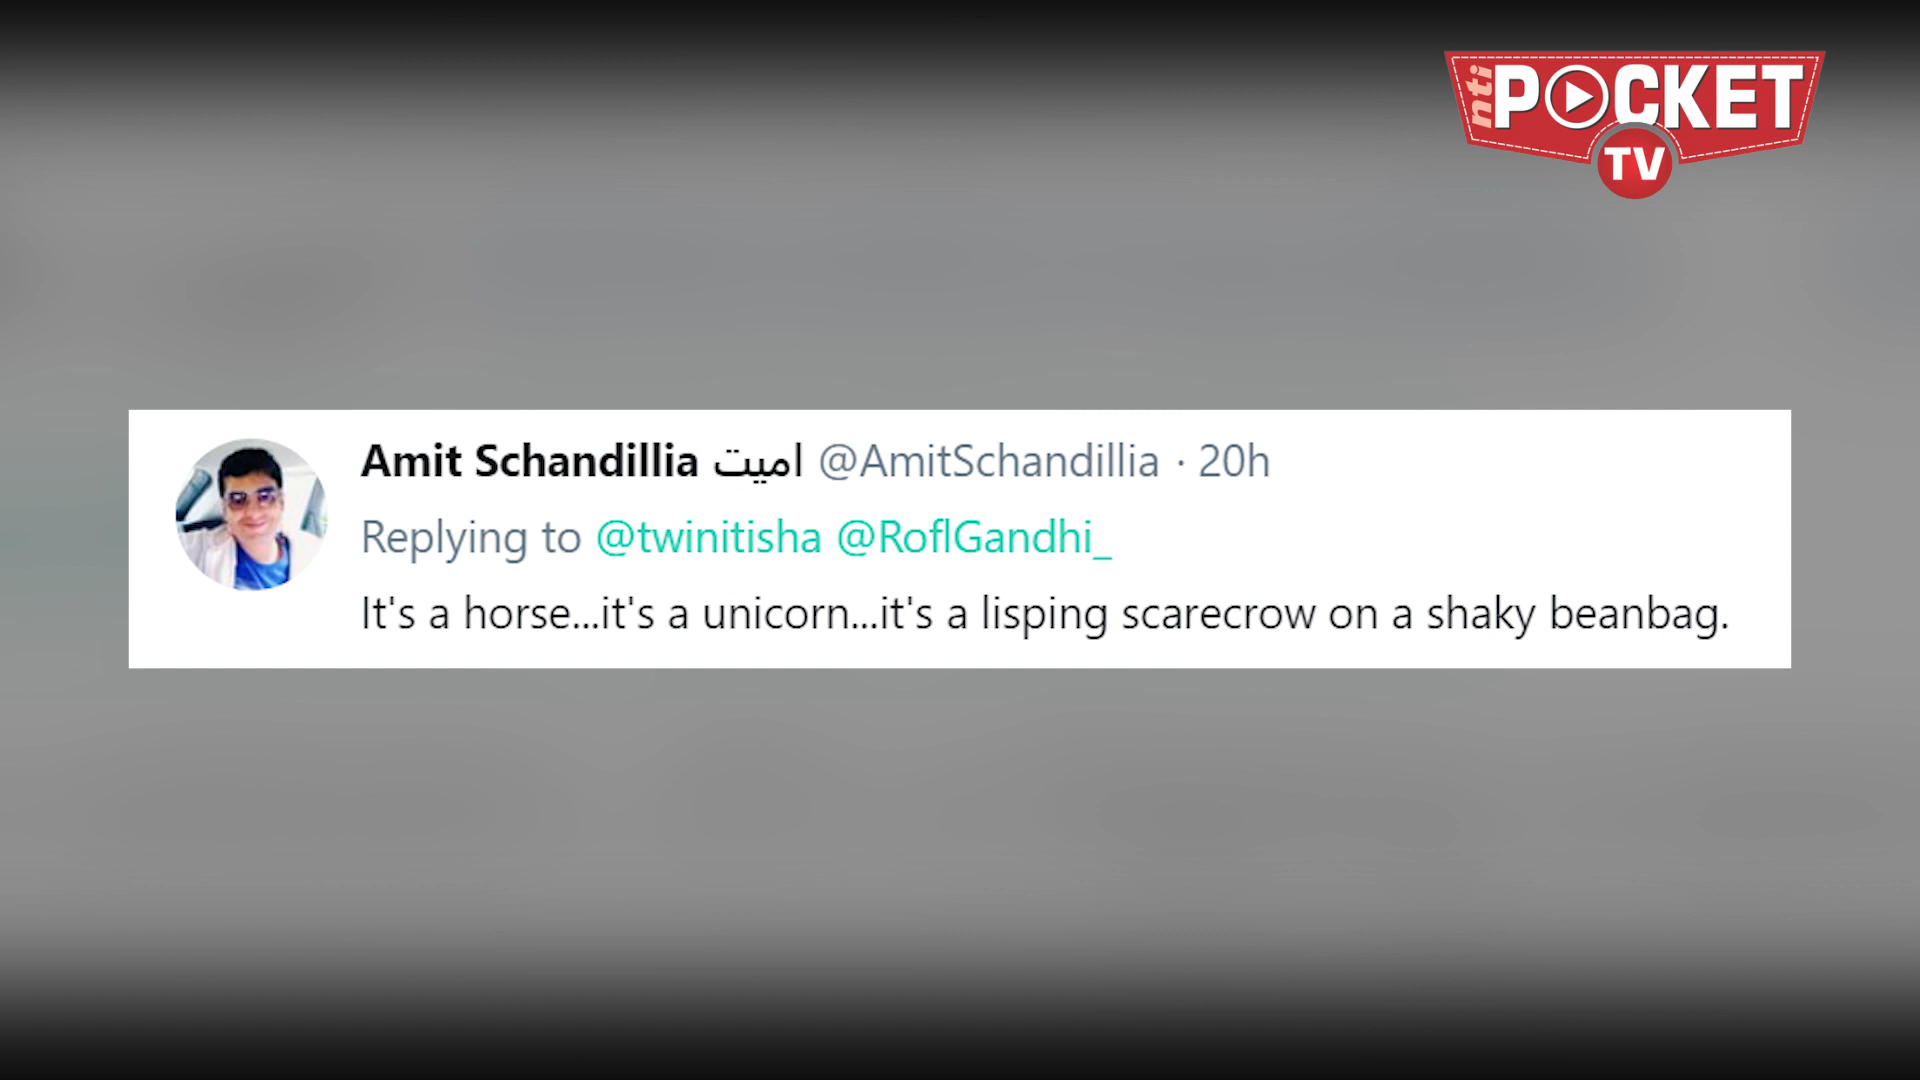 nti POCKET
TV
Amit Schandillia امیت @AmitSchandillia · 20h
Replying to @twinitisha @RoflGandhi_
It's a horse...it's a unicorn...it's a lisping scarecrow on a shaky beanbag.